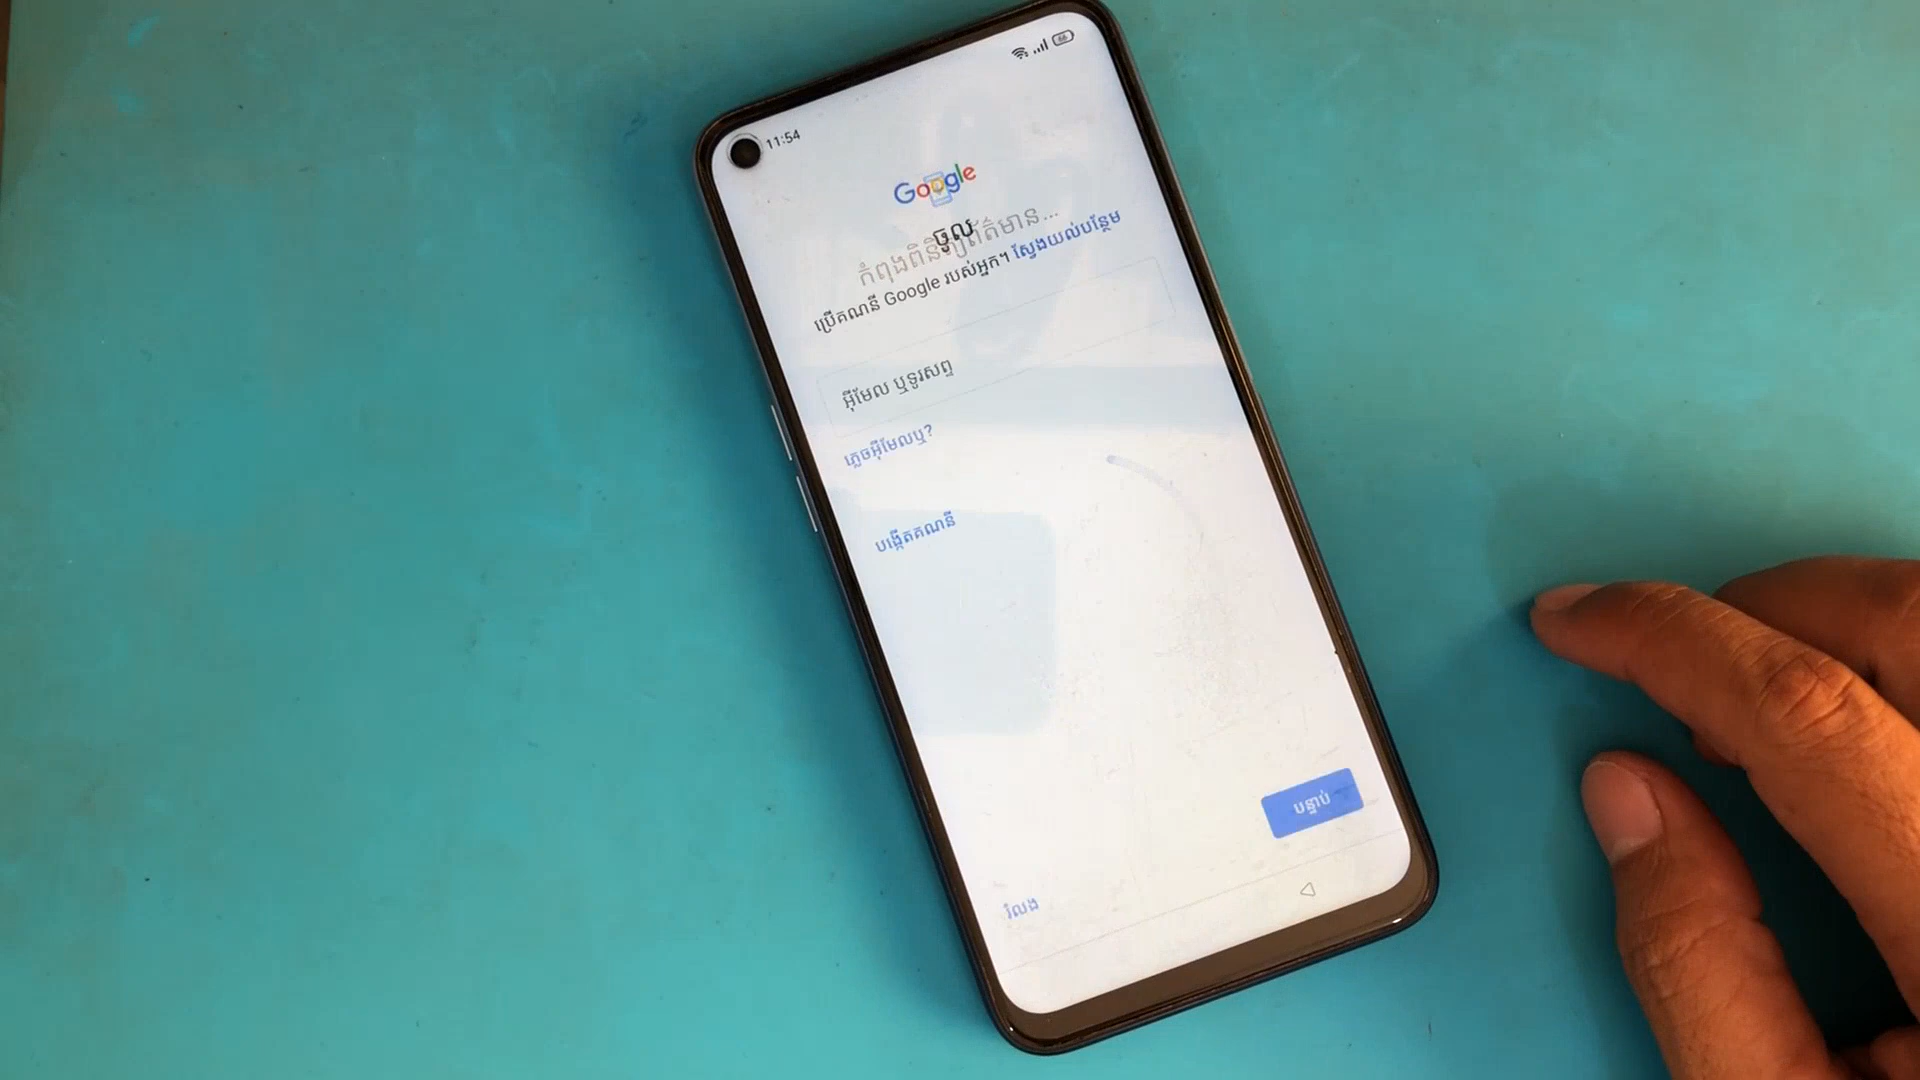 11:54
66
Google
ចូល
កំពុងពិនិត្យព័ត៌មាន...
ប្រើគណនី Google របស់អ្នក។ ស្វែងយល់បន្ថែម
អ៊ីមែល ឬទូរសព្ទ
ភ្លេចអ៊ីមែលឬ?
បង្កើតគណនី
បន្ទាប់
រំលង